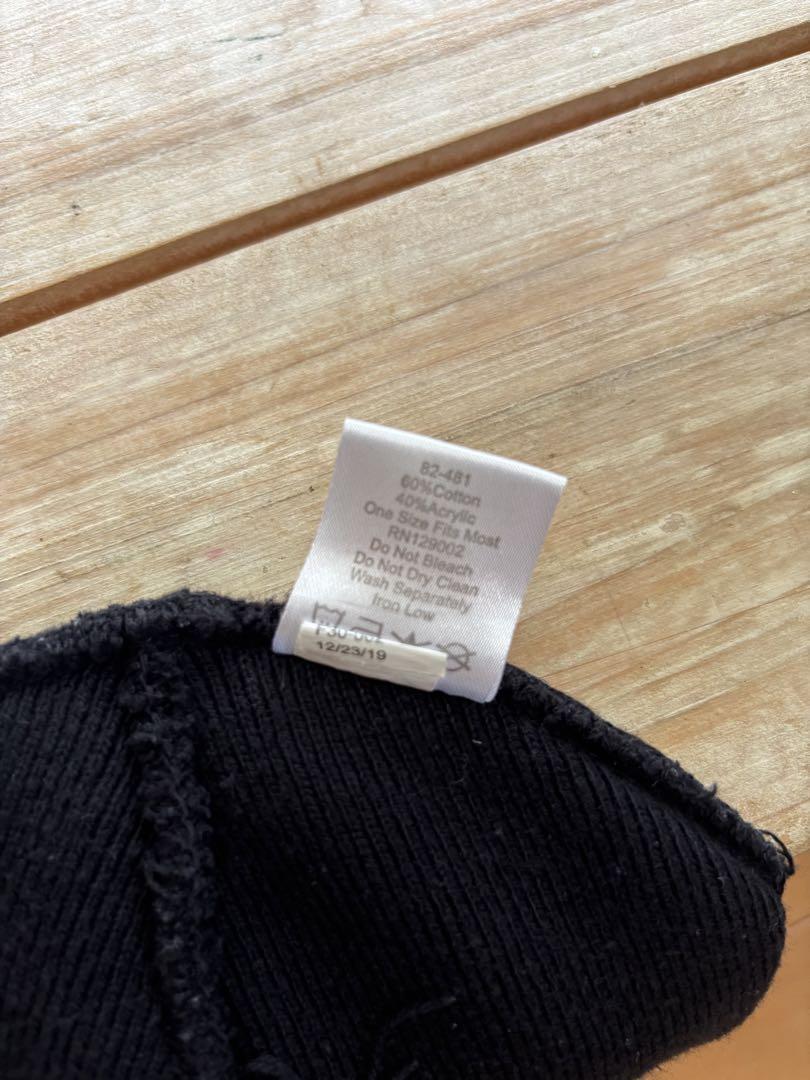 82-481
60%Cotton
40%Acrylic
One Size Fits Most
RN129002
Do Not Bleach
Do Not Dry Clean
Wash Separately
Iron Low
12/23/19